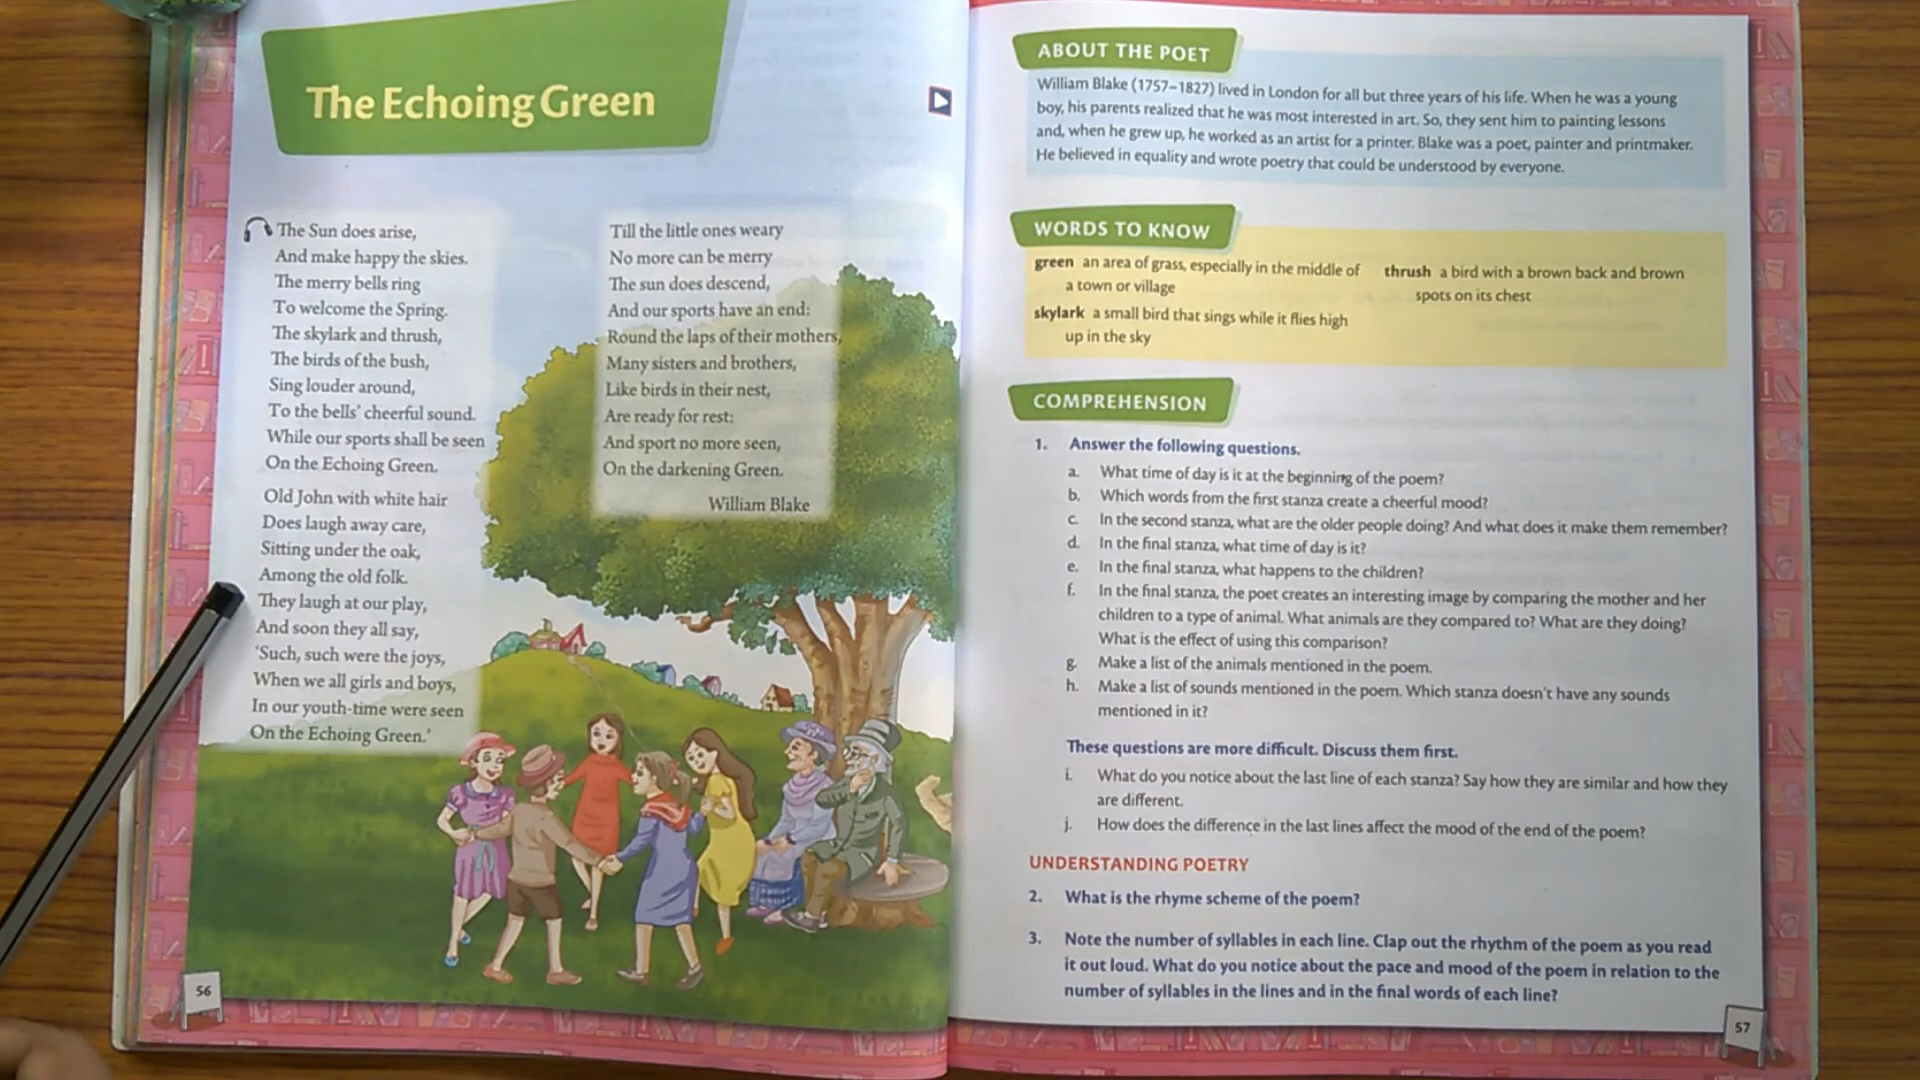 The Echoing Green
The Sun does arise,
And make happy the skies.
The merry bells ring
To welcome the Spring.
The skylark and thrush,
The birds of the bush,
Sing louder around,
To the bells' cheerful sound.
While our sports shall be seen
On the Echoing Green.
Old John with white hair
Does laugh away care,
Sitting under the oak,
Among the old folk.
They laugh at our play,
And soon they all say,
'Such, such were the joys,
When we all girls and boys,
In our youth-time were seen
On the Echoing Green.'
Till the little ones weary
No more can be merry
The sun does descend,
And our sports have an end:
Round the laps of their mothers,
Many sisters and brothers,
Like birds in their nest,
Are ready for rest:
And sport no more seen,
On the darkening Green.
William Blake
56
ABOUT THE POET
William Blake (1757–1827) lived in London for all but three years of his life. When he was a young
boy, his parents realized that he was most interested in art. So, they sent him to painting lessons
and, when he grew up, he worked as an artist for a printer. Blake was a poet, painter and printmaker.
He believed in equality and wrote poetry that could be understood by everyone.
WORDS TO KNOW
green an area of grass, especially in the middle of
a town or village
skylark a small bird that sings while it flies high
up in the sky
thrush a bird with a brown back and brown
spots on its chest
COMPREHENSION
1. Answer the following questions.
a. What time of day is it at the beginning of the poem?
b. Which words from the first stanza create a cheerful mood?
c. In the second stanza, what are the older people doing? And what does it make them remember?
d. In the final stanza, what time of day is it?
e. In the final stanza, what happens to the children?
f. In the final stanza, the poet creates an interesting image by comparing the mother and her
children to a type of animal. What animals are they compared to? What are they doing?
What is the effect of using this comparison?
g. Make a list of the animals mentioned in the poem.
h. Make a list of sounds mentioned in the poem. Which stanza doesn't have any sounds
mentioned in it?
These questions are more difficult. Discuss them first.
i. What do you notice about the last line of each stanza? Say how they are similar and how they
are different.
j. How does the difference in the last lines affect the mood of the end of the poem?
UNDERSTANDING POETRY
2. What is the rhyme scheme of the poem?
3. Note the number of syllables in each line. Clap out the rhythm of the poem as you read
it out loud. What do you notice about the pace and mood of the poem in relation to the
number of syllables in the lines and in the final words of each line?
57